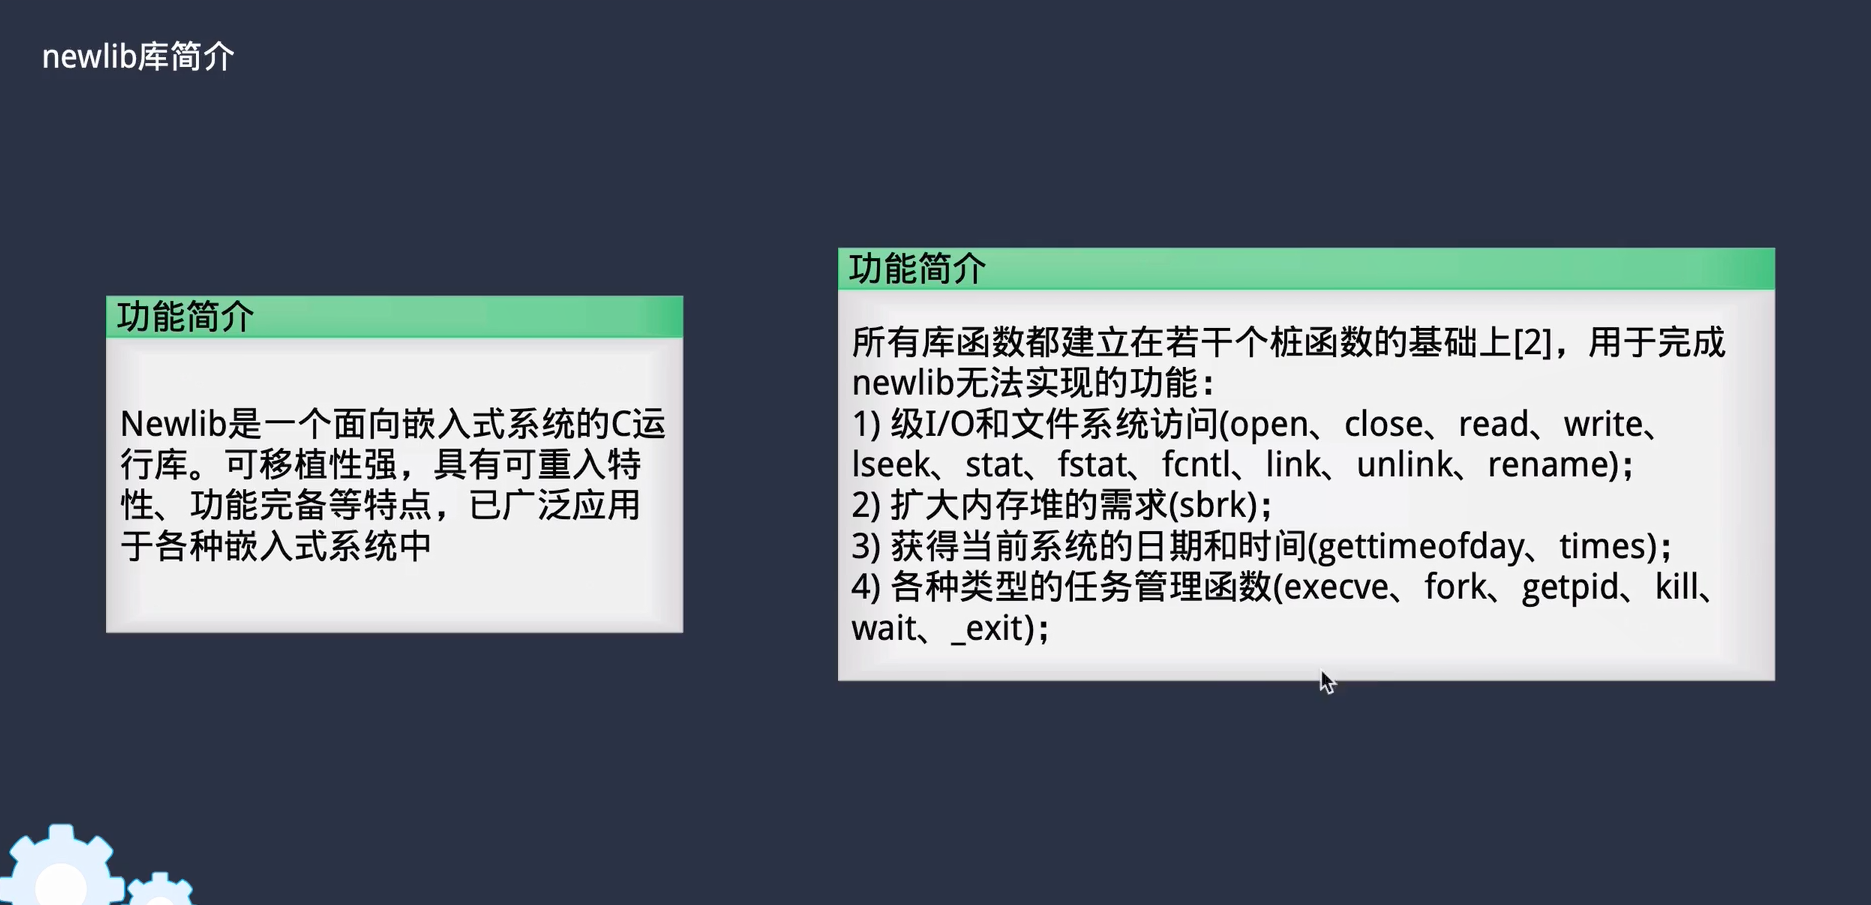 newlib库简介
功能简介
Newlib是一个面向嵌入式系统的C运
行库。可移植性强，具有可重入特
性、功能完备等特点，已广泛应用
于各种嵌入式系统中
功能简介
所有库函数都建立在若干个桩函数的基础上[2]，用于完成
newlib无法实现的功能：
1) 级I/O和文件系统访问(open、close、read、write、
lseek、stat、fstat、fcntl、link、unlink、rename)；
2) 扩大内存堆的需求(sbrk)；
3) 获得当前系统的日期和时间(gettimeofday、times)；
4) 各种类型的任务管理函数(execve、fork、getpid、kill、
wait、_exit)；